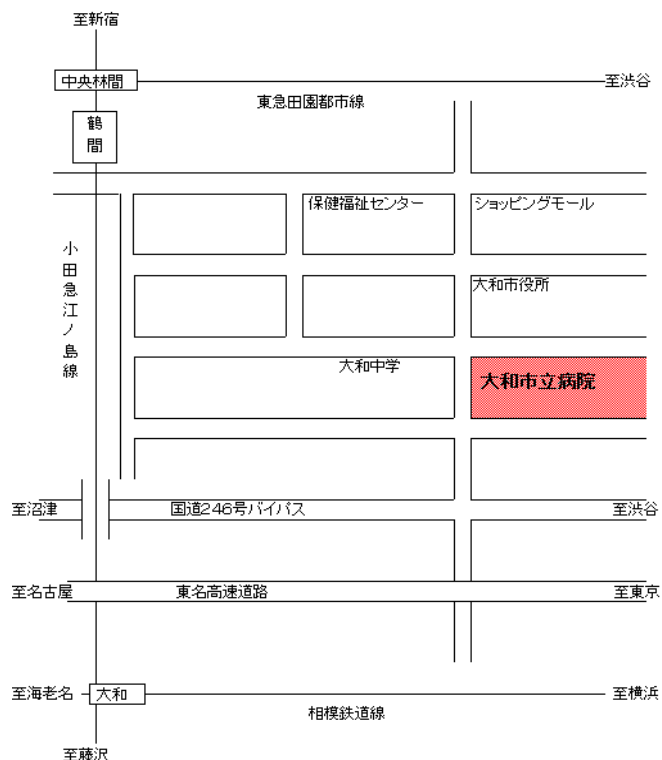 至新宿
中央林間
至渋谷
東急田園都市線
鶴間
保健福祉センター
ショッピングモール
小田急江ノ島線
大和市役所
大和中学
大和市立病院
至沼津
国道246号バイパス
至渋谷
至名古屋
東名高速道路
至東京
至海老名
大和
至横浜
相模鉄道線
至藤沢